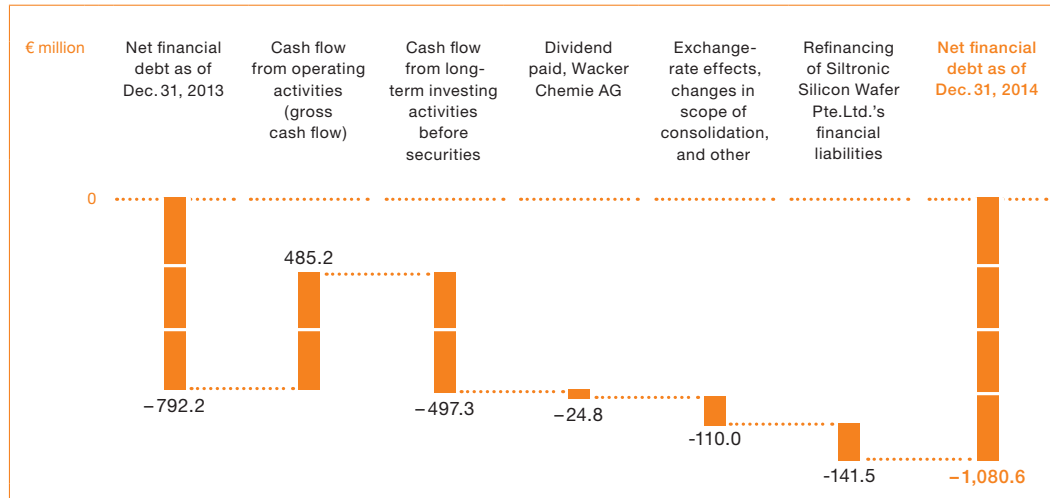 € million
Net financial
debt as of
Dec. 31, 2013
Cash flow
from operating
activities
(gross
cash flow)
Cash flow
from long-
term investing
activities
before
securities
Dividend
paid, Wacker
Chemie AG
Exchange-
rate effects,
changes in
scope of
consolidation,
and other
Refinancing
of Siltronic
Silicon Wafer
Pte.Ltd.’s
financial
liabilities
Net financial
debt as of
Dec. 31, 2014
0
485.2
–792.2
–497.3
–24.8
-110.0
-141.5
–1,080.6